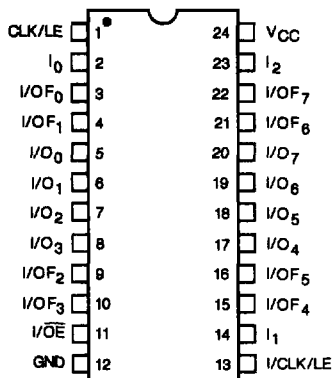 CLK/LE 1 24 VCC
I0 2 23 I2
I/OF0 3 22 I/OF7
I/OF1 4 21 I/OF6
I/O0 5 20 I/O7
I/O1 6 19 I/O6
I/O2 7 18 I/O5
I/O3 8 17 I/O4
I/OF2 9 16 I/OF5
I/OF3 10 15 I/OF4
I/O̅E̅ 11 14 I1
GND 12 13 I/CLK/LE